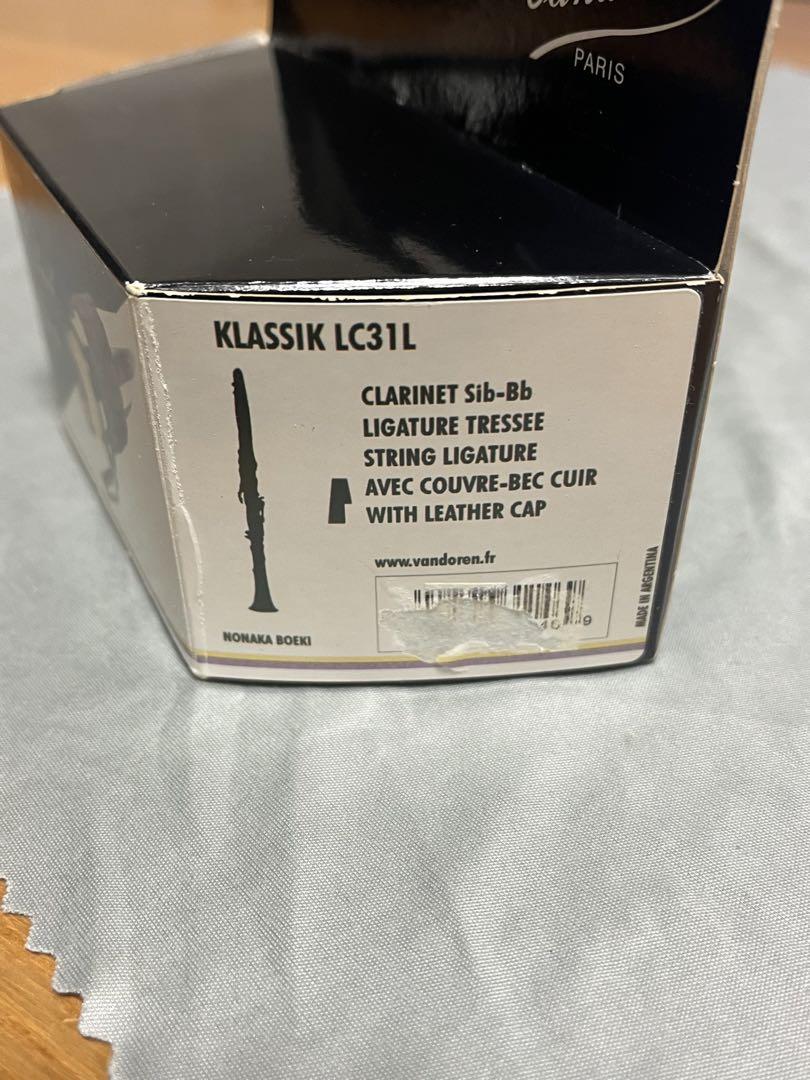 PARIS
KLASSIK LC31L
CLARINET Sib-Bb
LIGATURE TRESSEE
STRING LIGATURE
AVEC COUVRE-BEC CUIR
WITH LEATHER CAP
www.vandoren.fr
9
NONAKA BOEKI
MADE IN ARGENTINA